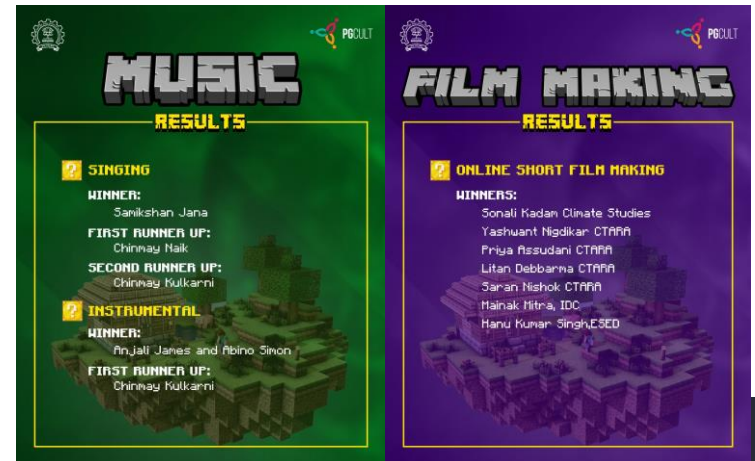 PGCULT
MUSIC
RESULTS
? SINGING
WINNER:
Samikshan Jana
FIRST RUNNER UP:
Chinmay Naik
SECOND RUNNER UP:
Chinmay Kulkarni
? INSTRUMENTAL
WINNER:
Anjali James and Abino Simon
FIRST RUNNER UP:
Chinmay Kulkarni
PGCULT
FILM MAKING
RESULTS
? ONLINE SHORT FILM MAKING
WINNERS:
Sonali Kadam Climate Studies
Yashwant Nigdikar CTARA
Priya Assudani CTARA
Litan Debbarma CTARA
Saran Nishok CTARA
Mainak Mitra, IDC
Manu Kumar Singh,ESED